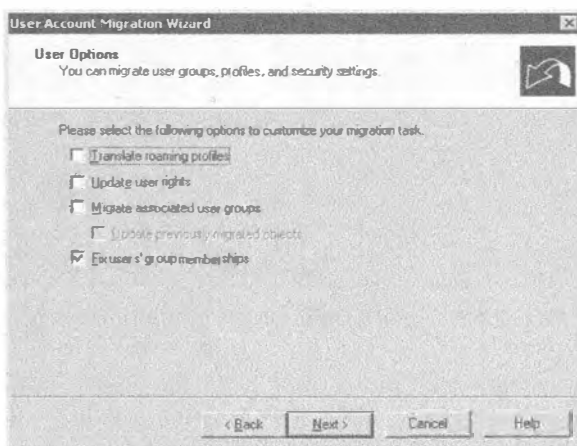 User Account Migration Wizard
User Options
You can migrate user groups, profiles, and security settings.
Please select the following options to customize your migration task.
Translate roaming profiles
Update user rights
Migrate associated user groups
Update previously migrated objects
Fix users' group memberships
< Back Next > Cancel Help